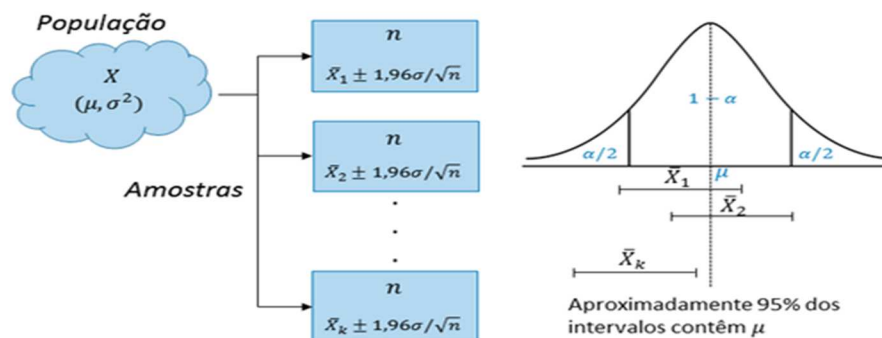 População
X
(μ, σ²)
Amostras
n
X̄₁ ± 1,96σ/√n
n
X̄₂ ± 1,96σ/√n
.
.
.
n
X̄ₖ ± 1,96σ/√n
1 − α
α/2
α/2
μ
X̄₁
X̄₂
X̄ₖ
Aproximadamente 95% dos
intervalos contêm μ